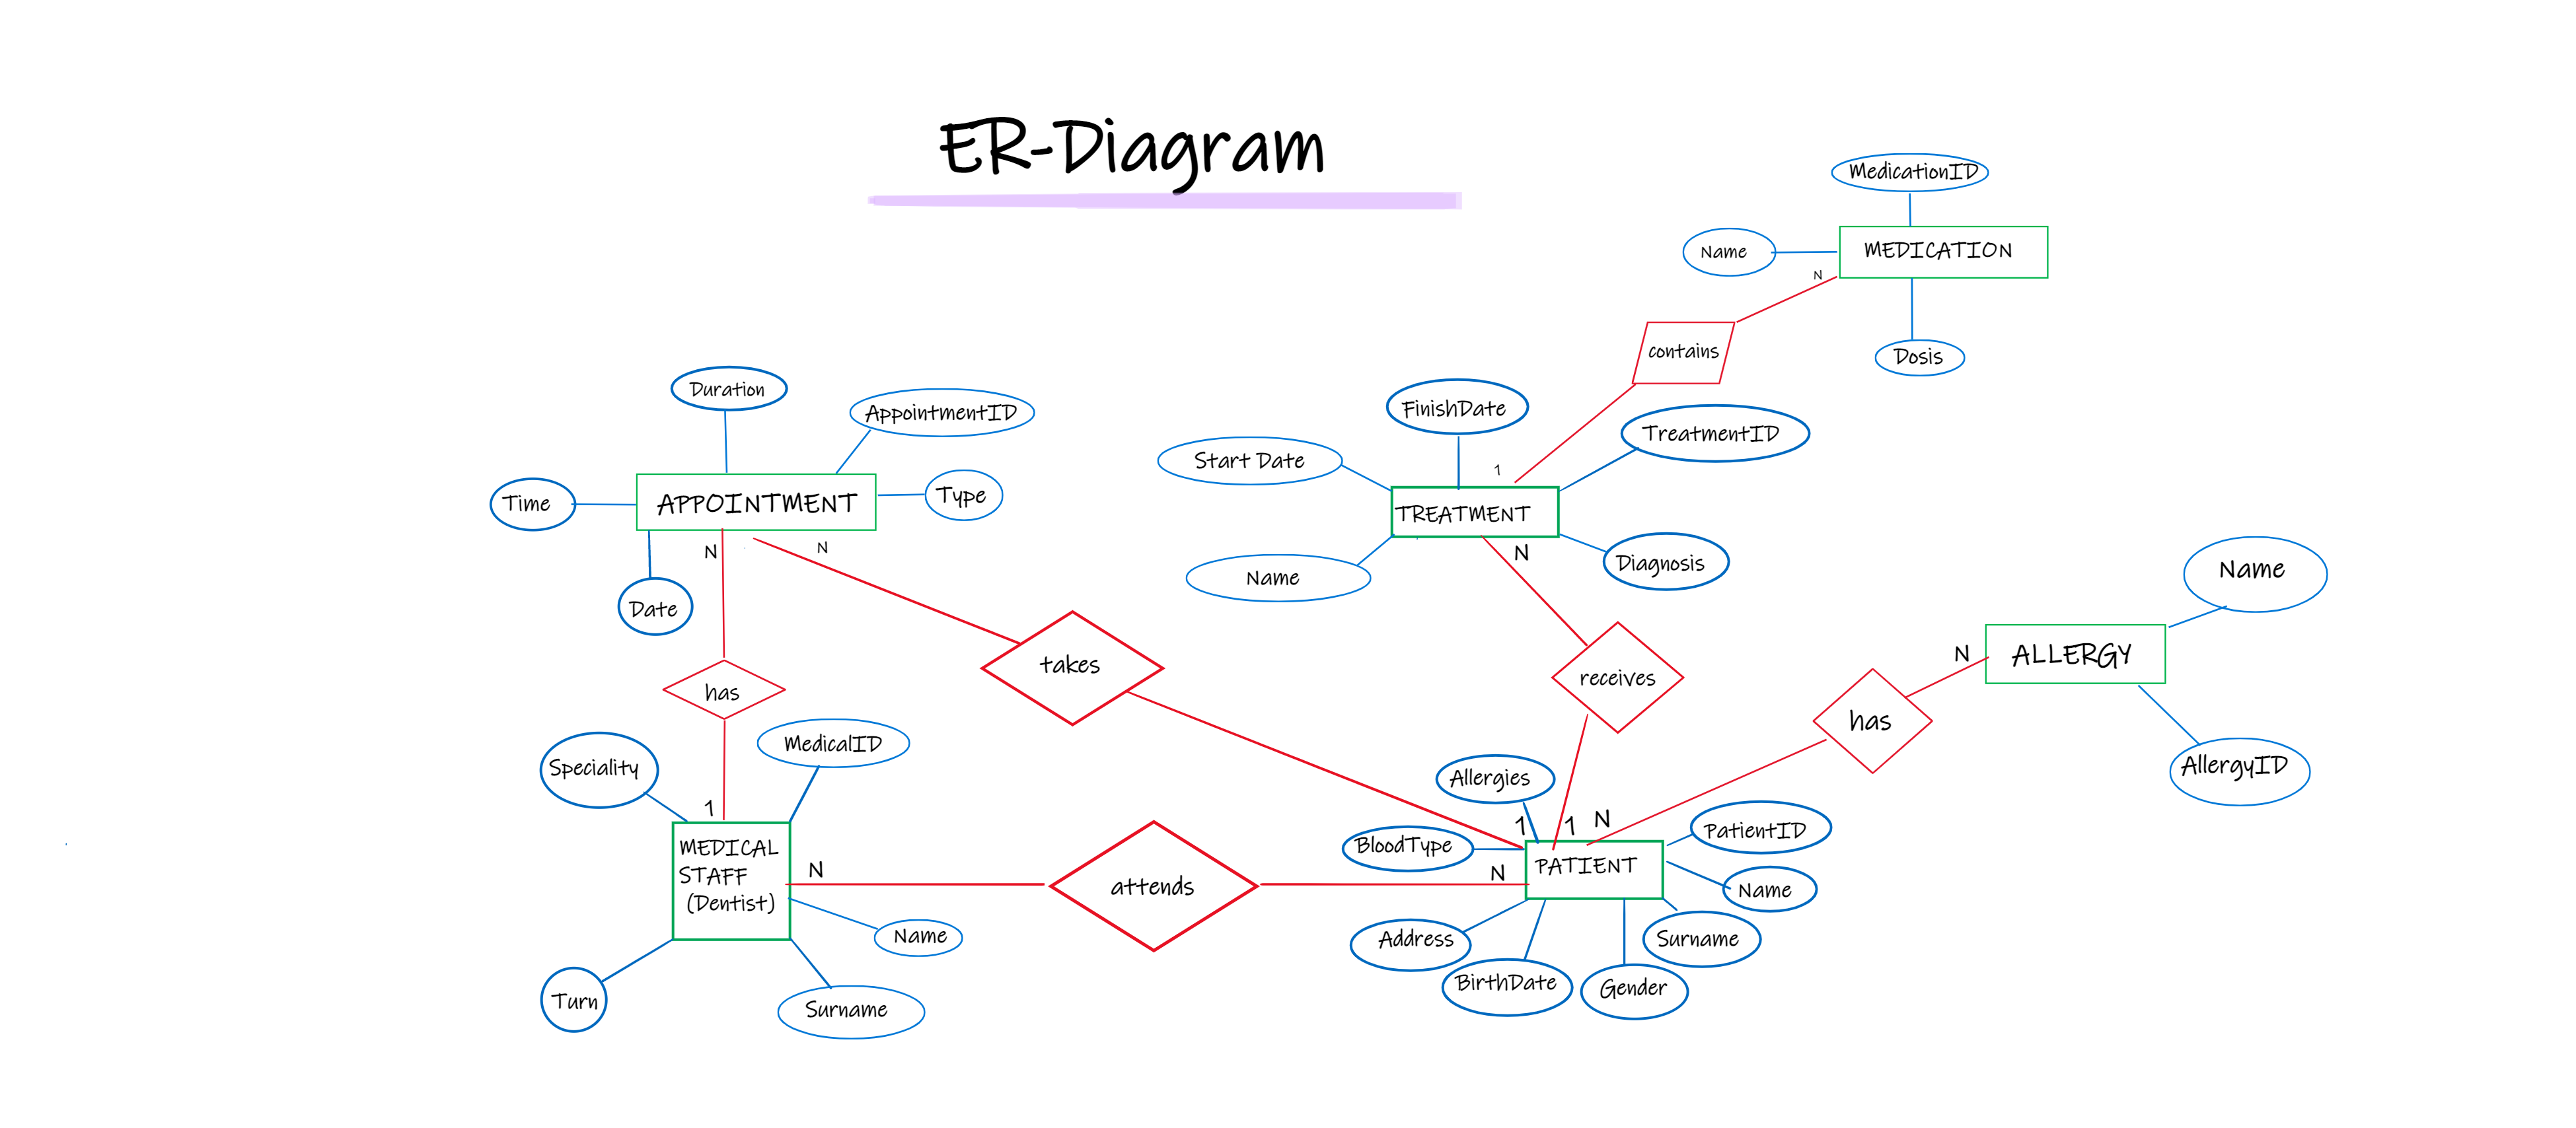 ER-Diagram
MedicationID
Name
MEDICATION
N
contains
Dosis
Duration
AppointmentID
Time
APPOINTMENT
Type
N
N
Date
FinishDate
Start Date
TreatmentID
1
TREATMENT
N
Name
Diagnosis
takes
has
receives
Name
N
ALLERGY
has
AllergyID
Speciality
MedicalID
1
MEDICAL
STAFF
(Dentist)
N
Name
Turn
Surname
attends
Allergies
1
1
N
BloodType
PATIENT
PatientID
N
Name
Address
Surname
BirthDate
Gender